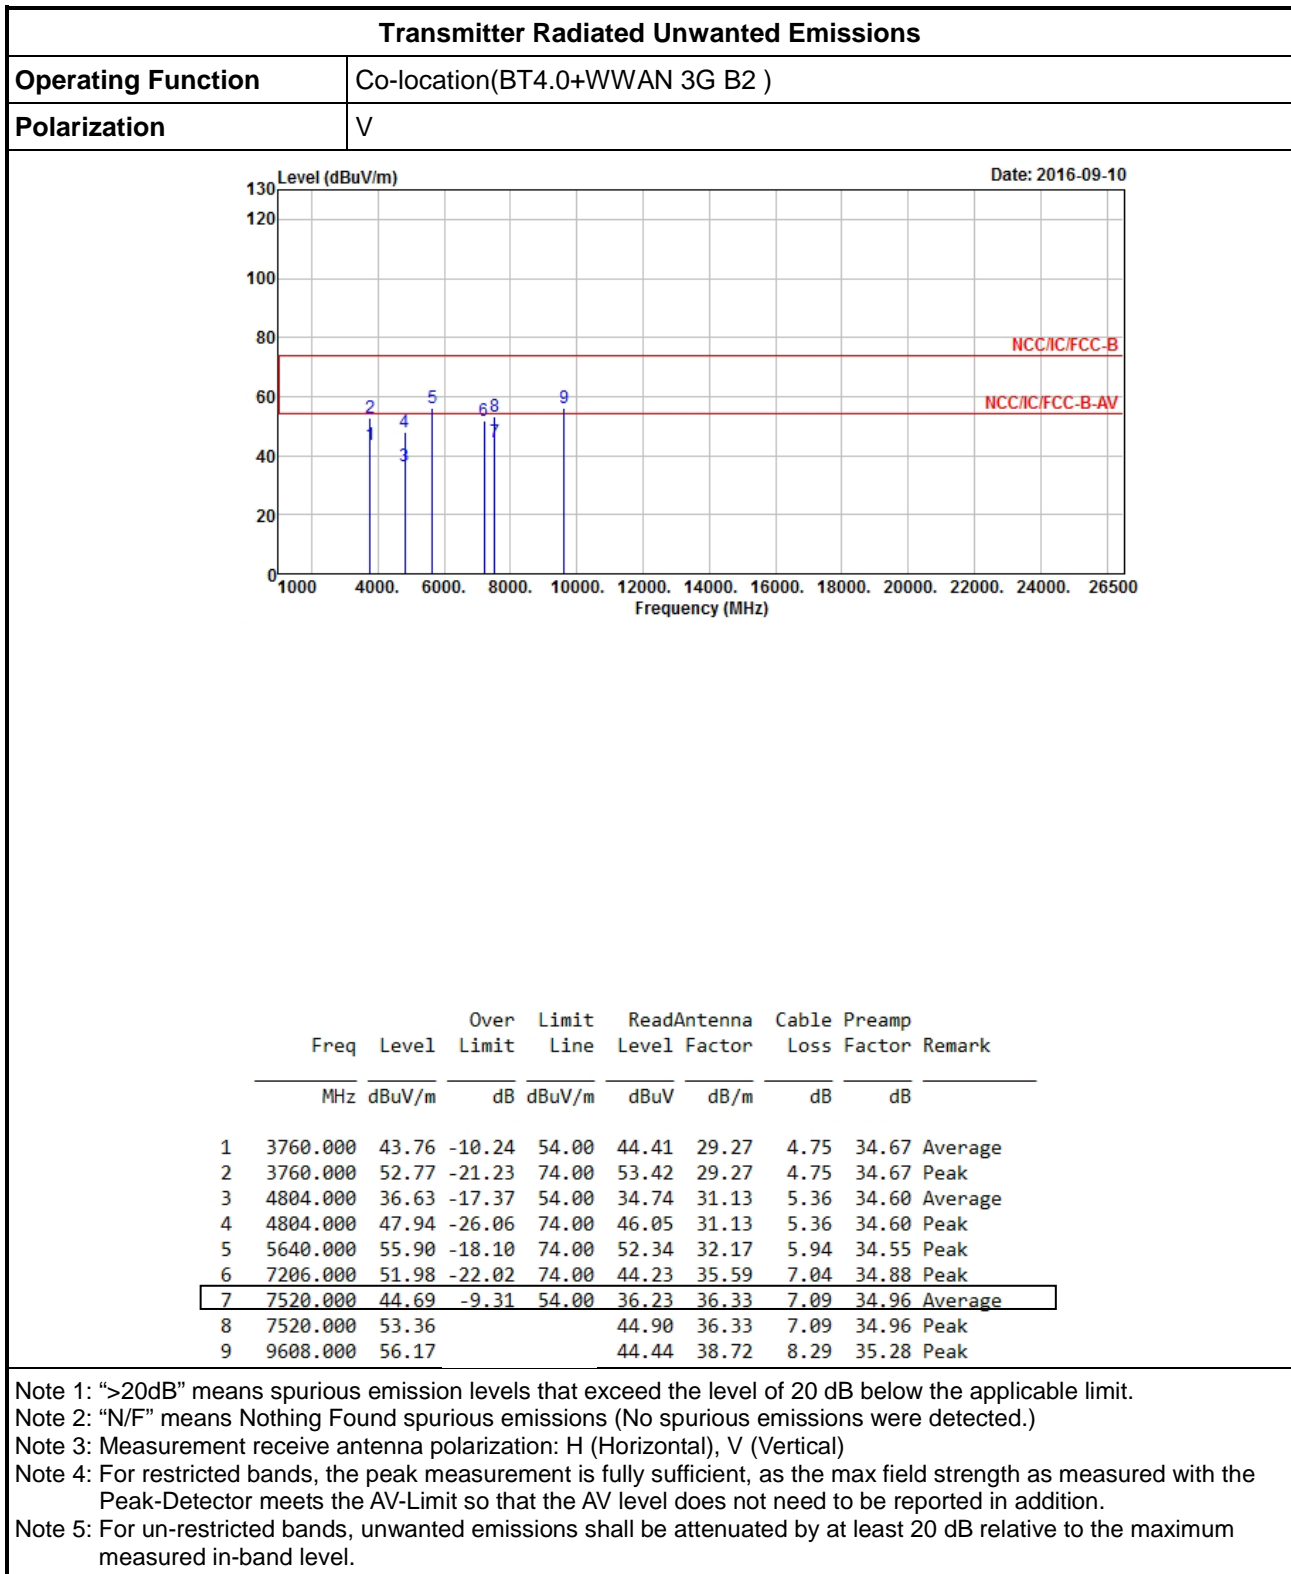 Transmitter Radiated Unwanted Emissions
Operating Function Co-location(BT4.0+WWAN 3G B2 )
Polarization V
Level (dBuV/m) Date: 2016-09-10
130
120
100
80
60
40
20
0
NCC/IC/FCC-B
NCC/IC/FCC-B-AV
1 2 3 4 5 6 7 8 9
1000 4000. 6000. 8000. 10000. 12000. 14000. 16000. 18000. 20000. 22000. 24000. 26500
Frequency (MHz)
Over Limit ReadAntenna Cable Preamp
Freq Level Limit Line Level Factor Loss Factor Remark
MHz dBuV/m dB dBuV/m dBuV dB/m dB dB
1 3760.000 43.76 -10.24 54.00 44.41 29.27 4.75 34.67 Average
2 3760.000 52.77 -21.23 74.00 53.42 29.27 4.75 34.67 Peak
3 4804.000 36.63 -17.37 54.00 34.74 31.13 5.36 34.60 Average
4 4804.000 47.94 -26.06 74.00 46.05 31.13 5.36 34.60 Peak
5 5640.000 55.90 -18.10 74.00 52.34 32.17 5.94 34.55 Peak
6 7206.000 51.98 -22.02 74.00 44.23 35.59 7.04 34.88 Peak
7 7520.000 44.69 -9.31 54.00 36.23 36.33 7.09 34.96 Average
8 7520.000 53.36 44.90 36.33 7.09 34.96 Peak
9 9608.000 56.17 44.44 38.72 8.29 35.28 Peak
Note 1: “>20dB” means spurious emission levels that exceed the level of 20 dB below the applicable limit.
Note 2: “N/F” means Nothing Found spurious emissions (No spurious emissions were detected.)
Note 3: Measurement receive antenna polarization: H (Horizontal), V (Vertical)
Note 4: For restricted bands, the peak measurement is fully sufficient, as the max field strength as measured with the
Peak-Detector meets the AV-Limit so that the AV level does not need to be reported in addition.
Note 5: For un-restricted bands, unwanted emissions shall be attenuated by at least 20 dB relative to the maximum
measured in-band level.